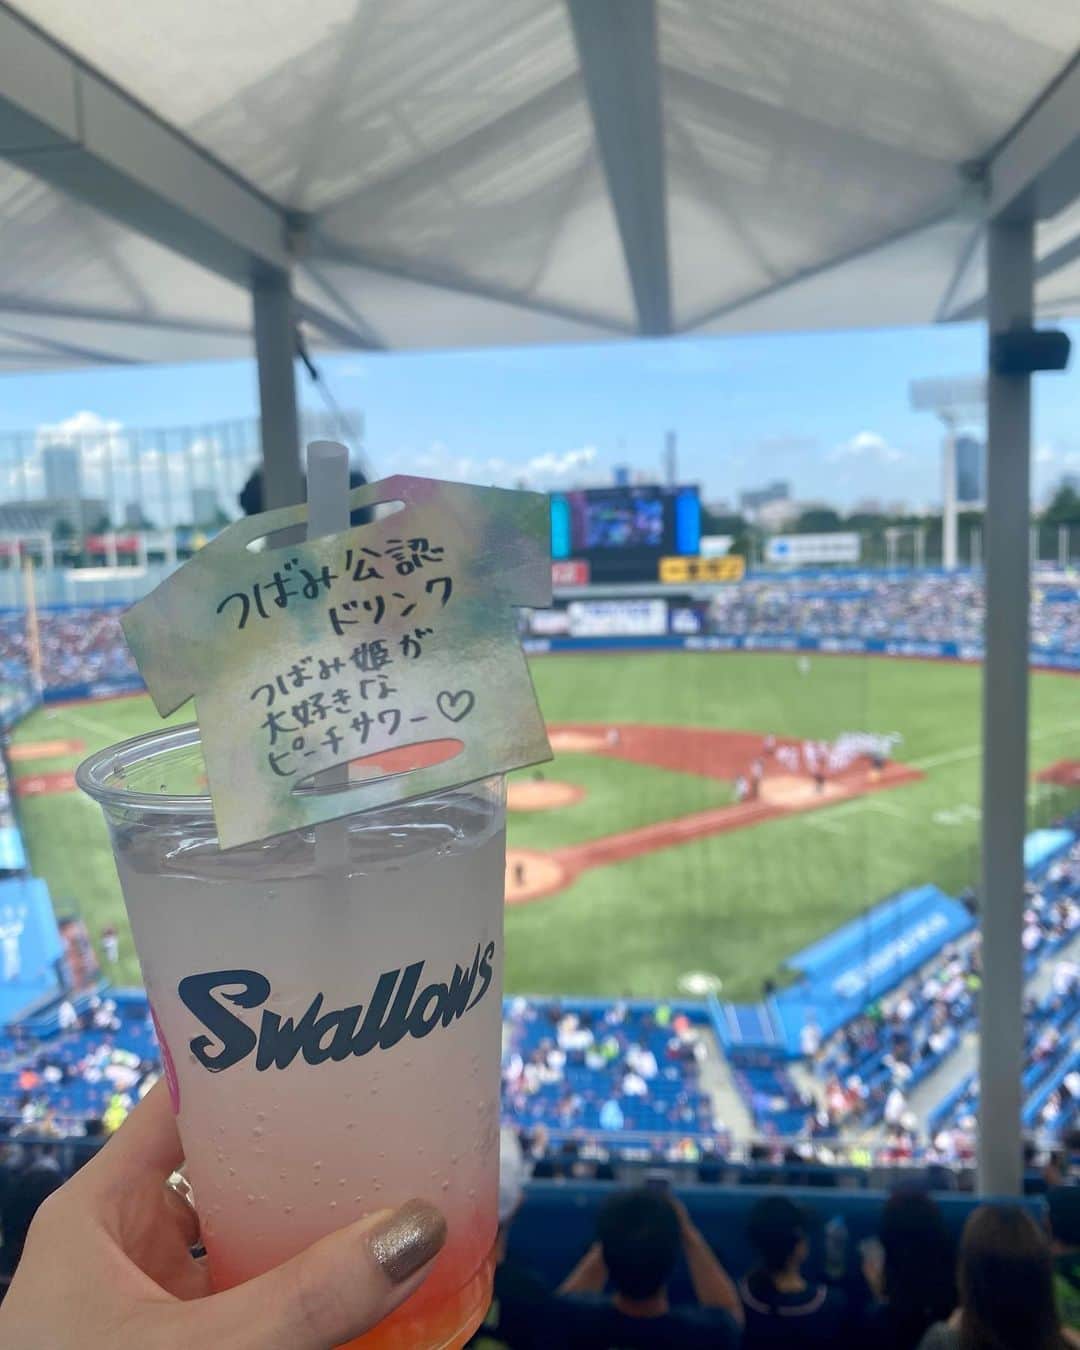 つばみ公認
ドリンク
つばみ姫が
大好きな
ピーチサワー♡
Swallows